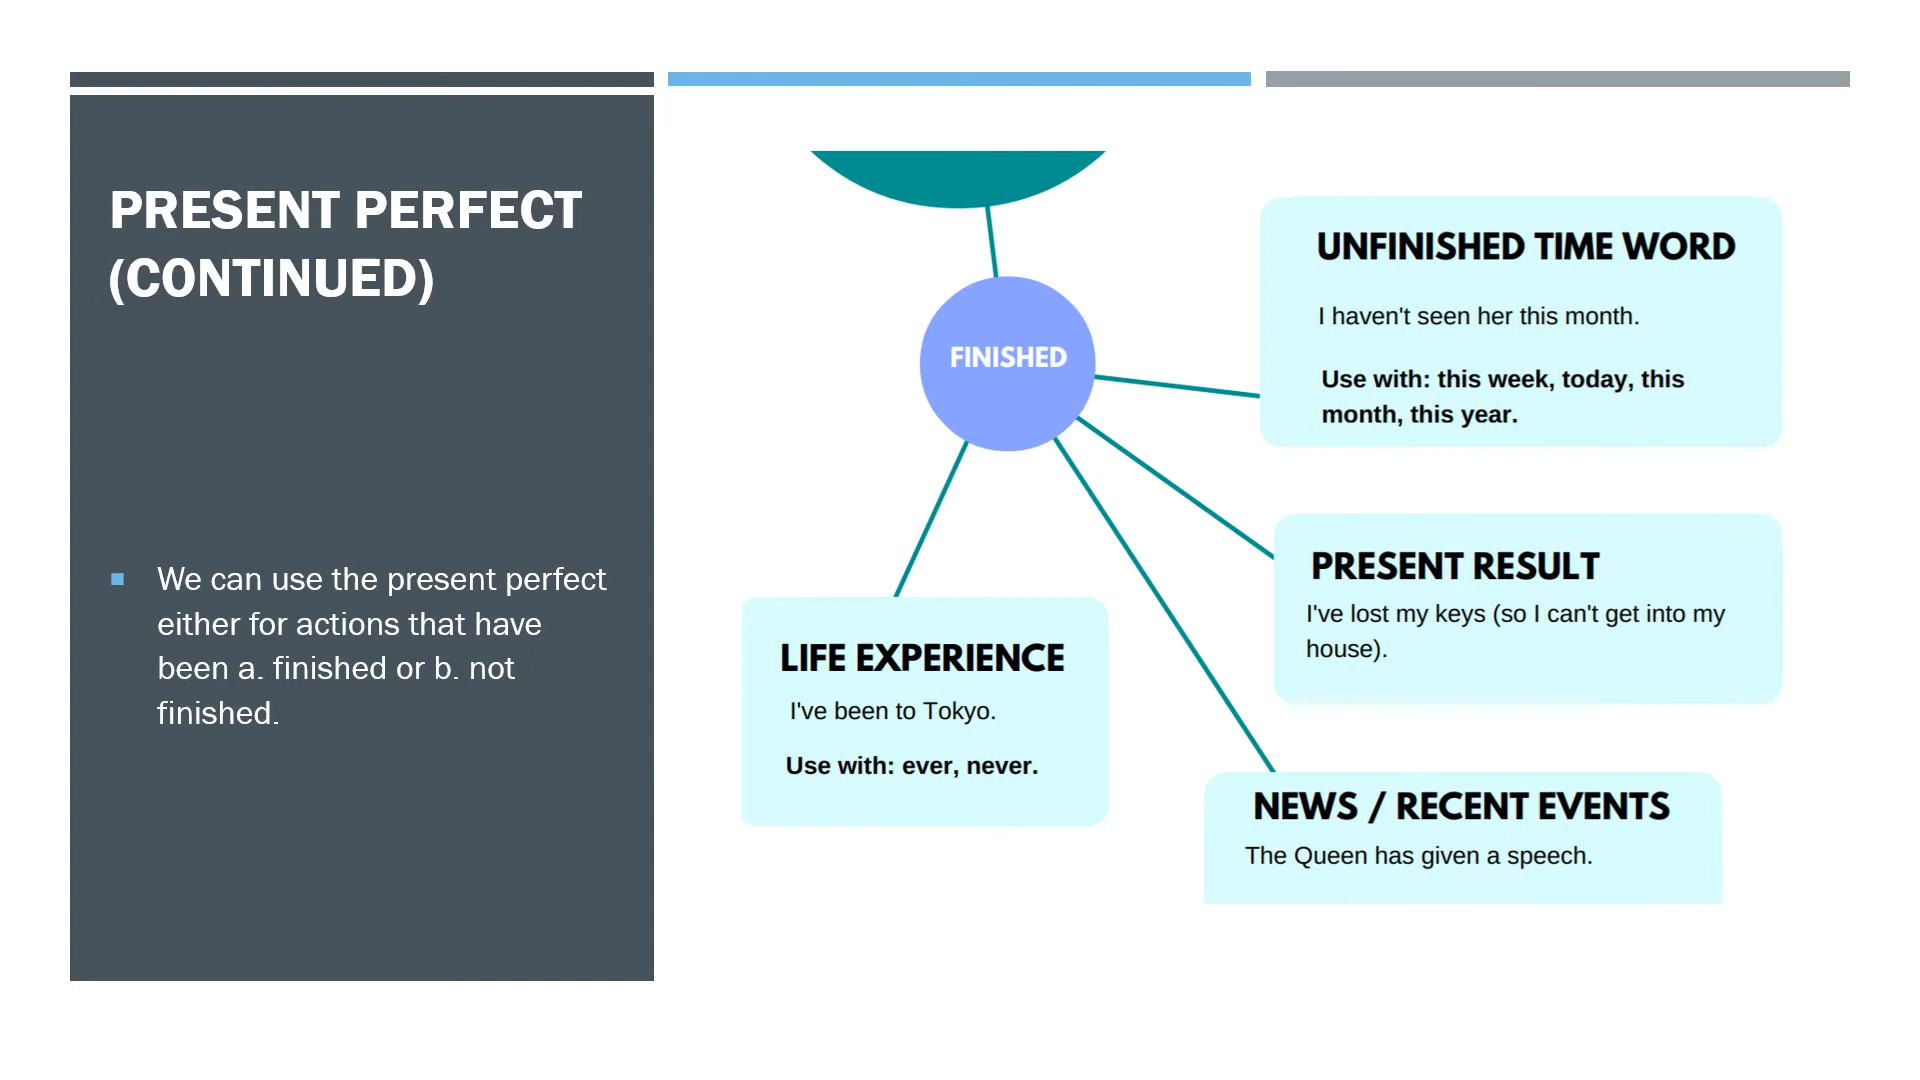 PRESENT PERFECT
(CONTINUED)
We can use the present perfect
either for actions that have
been a. finished or b. not
finished.
FINISHED
UNFINISHED TIME WORD
I haven't seen her this month.
Use with: this week, today, this
month, this year.
PRESENT RESULT
I've lost my keys (so I can't get into my
house).
LIFE EXPERIENCE
I've been to Tokyo.
Use with: ever, never.
NEWS / RECENT EVENTS
The Queen has given a speech.